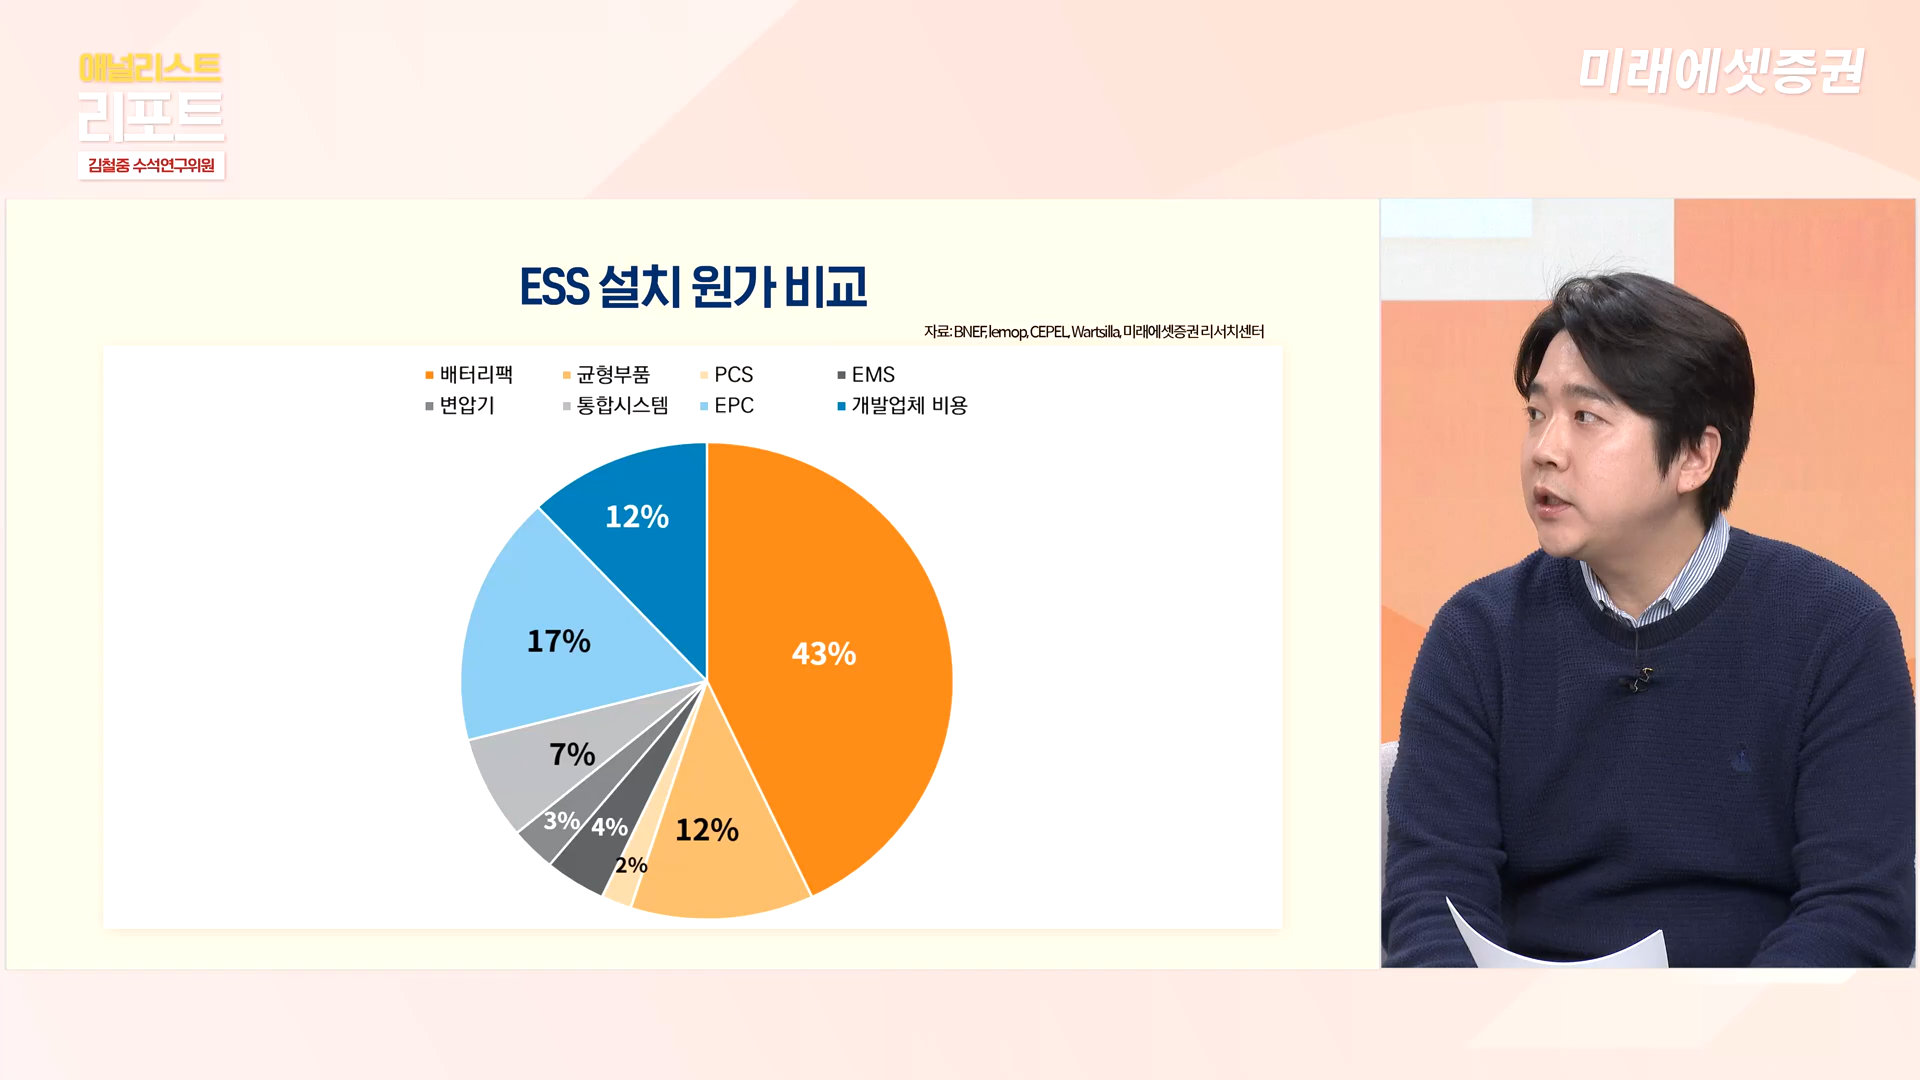 애널리스트
리포트
김철중 수석연구위원
미래에셋증권
ESS 설치 원가 비교
자료: BNEF, lemop, CEPEL, Wartsilla, 미래에셋증권 리서치센터
배터리팩 균형부품 PCS EMS
변압기 통합시스템 EPC 개발업체 비용
12%
43%
17%
7%
3%
4%
2%
12%